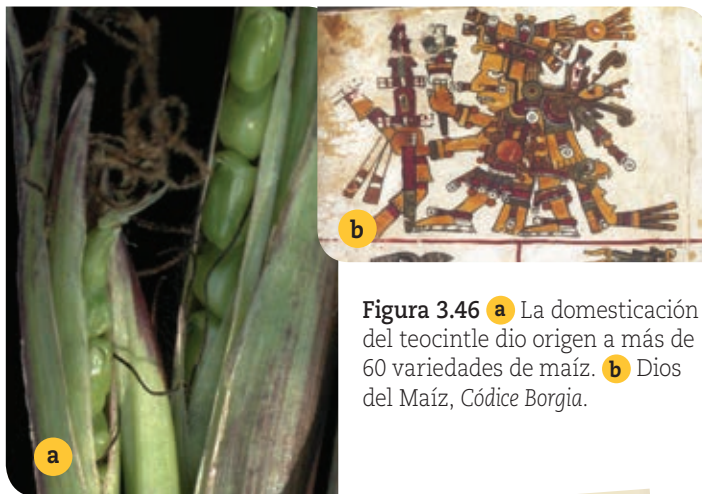 a
b
Figura 3.46 a La domesticación
del teocintle dio origen a más de
60 variedades de maíz. b Dios
del Maíz, Códice Borgia.